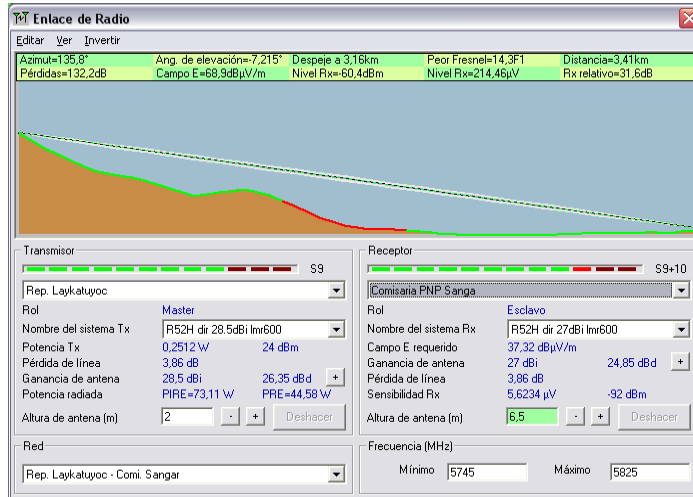 Enlace de Radio
Editar Ver Invertir
Azimut=135,8° Ang. de elevación=-7,215° Despeje a 3,16km Peor Fresnel=14,3F1 Distancia=3,41km
Pérdidas=132,2dB Campo E=68,9dBµV/m Nivel Rx=-60,4dBm Nivel Rx=214,46µV Rx relativo=31,6dB
Transmisor
S9
Rep. Laykatuyoc
Rol Master
Nombre del sistema Tx R52H dir 28.5dBi lmr600
Potencia Tx 0,2512 W 24 dBm
Pérdida de línea 3,86 dB
Ganancia de antena 28,5 dBi 26,35 dBd +
Potencia radiada PIRE=73,11 W PRE=44,58 W
Altura de antena (m) 2 - + Deshacer
Receptor
S9+10
Comisaria PNP Sanga
Rol Esclavo
Nombre del sistema Rx R52H dir 27dBi lmr600
Campo E requerido 37,32 dBµV/m
Ganancia de antena 27 dBi 24,85 dBd +
Pérdida de línea 3,86 dB
Sensibilidad Rx 5,6234 µV -92 dBm
Altura de antena (m) 6,5 - + Deshacer
Red
Rep. Laykatuyoc - Comi. Sangar
Frecuencia (MHz)
Mínimo 5745 Máximo 5825